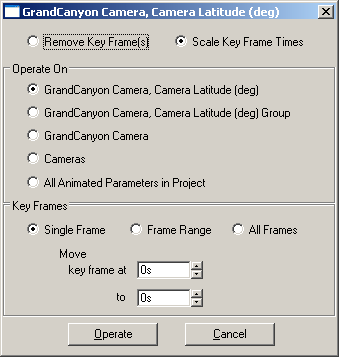 GrandCanyon Camera, Camera Latitude (deg)
Remove Key Frame(s) Scale Key Frame Times
Operate On
GrandCanyon Camera, Camera Latitude (deg)
GrandCanyon Camera, Camera Latitude (deg) Group
GrandCanyon Camera
Cameras
All Animated Parameters in Project
Key Frames
Single Frame Frame Range All Frames
Move
key frame at 0s
to 0s
Operate Cancel